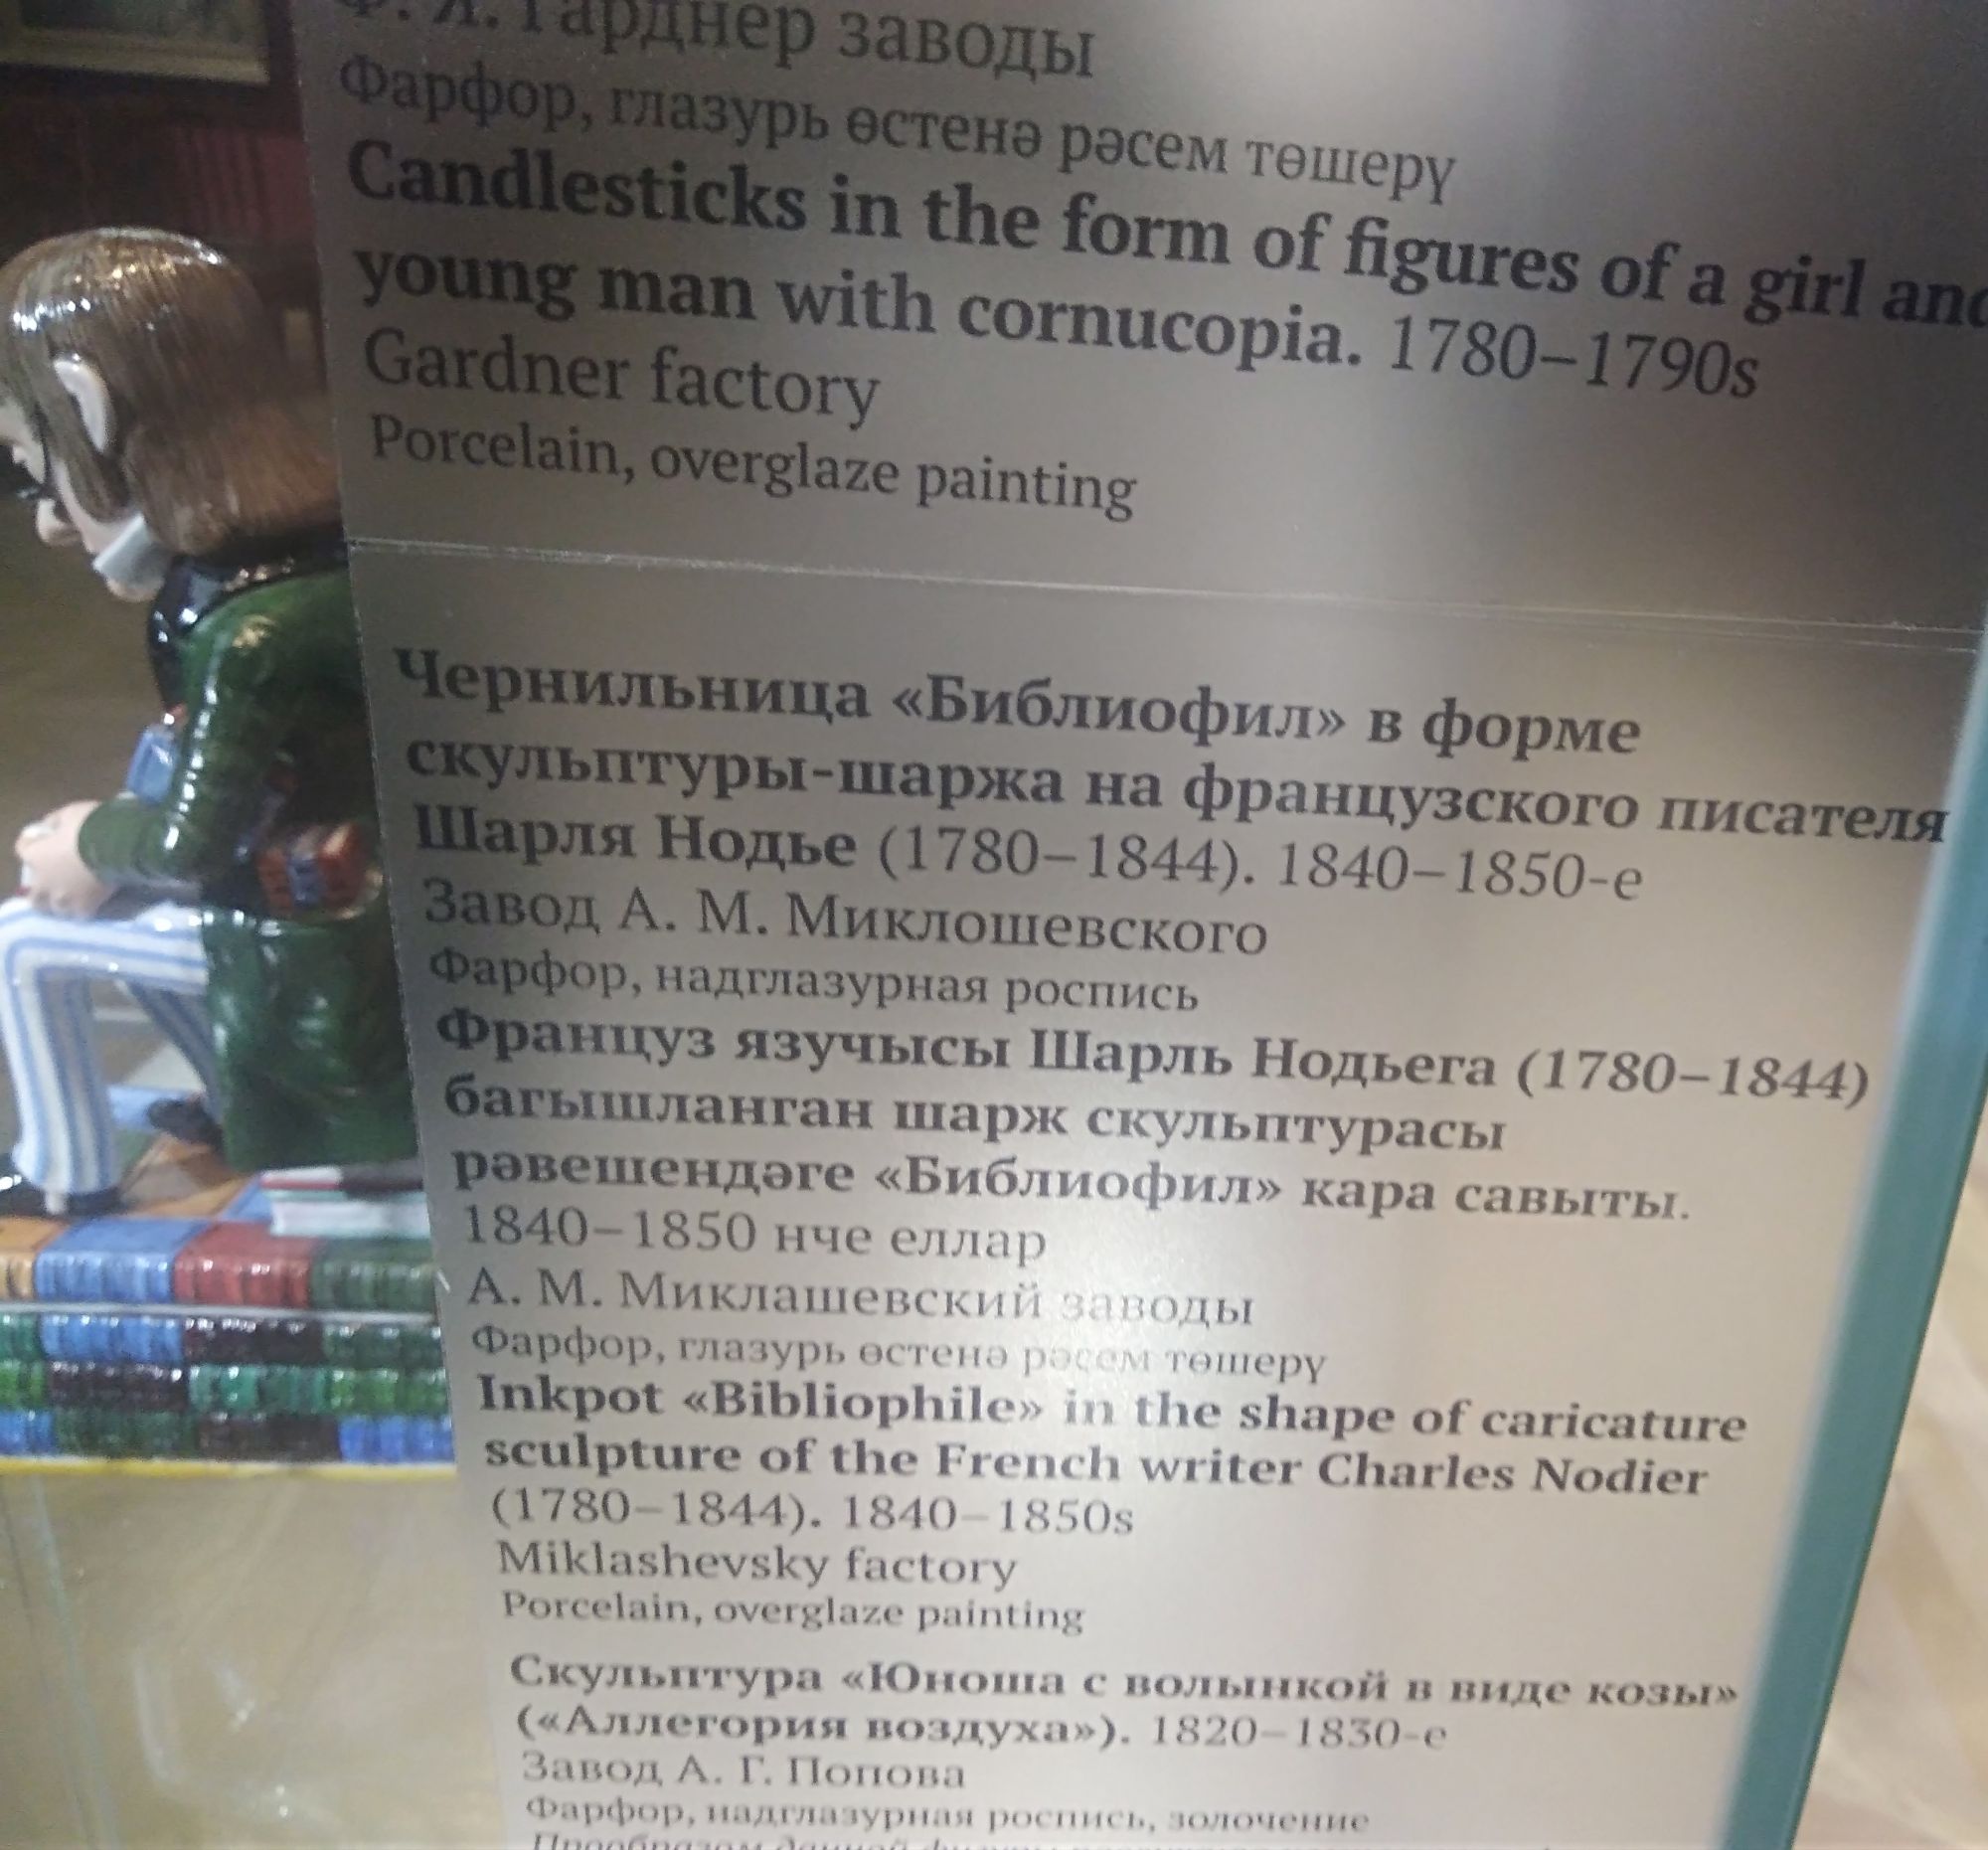 Ф. Я. Гарднер заводы
Фарфор, глазурь өстенә рәсем төшерү
Candlesticks in the form of figures of a girl and
young man with cornucopia. 1780–1790s
Gardner factory
Porcelain, overglaze painting
Чернильница «Библиофил» в форме
скульптуры-шаржа на французского писателя
Шарля Нодье (1780–1844). 1840–1850-е
Завод А. М. Миклошевского
Фарфор, надглазурная роспись
Француз язучысы Шарль Нодьега (1780–1844)
багышланган шарж скульптурасы
рәвешендәге «Библиофил» кара савыты.
1840–1850 нче еллар
А. М. Миклашевский заводы
Фарфор, глазурь өстенә рәсем төшерү
Inkpot «Bibliophile» in the shape of caricature
sculpture of the French writer Charles Nodier
(1780–1844). 1840–1850s
Miklashevsky factory
Porcelain, overglaze painting
Скульптура «Юноша с волынкой в виде козы»
(«Аллегория воздуха»). 1820–1830-е
Завод А. Г. Попова
Фарфор, надглазурная роспись, золочение
Прообразом данной